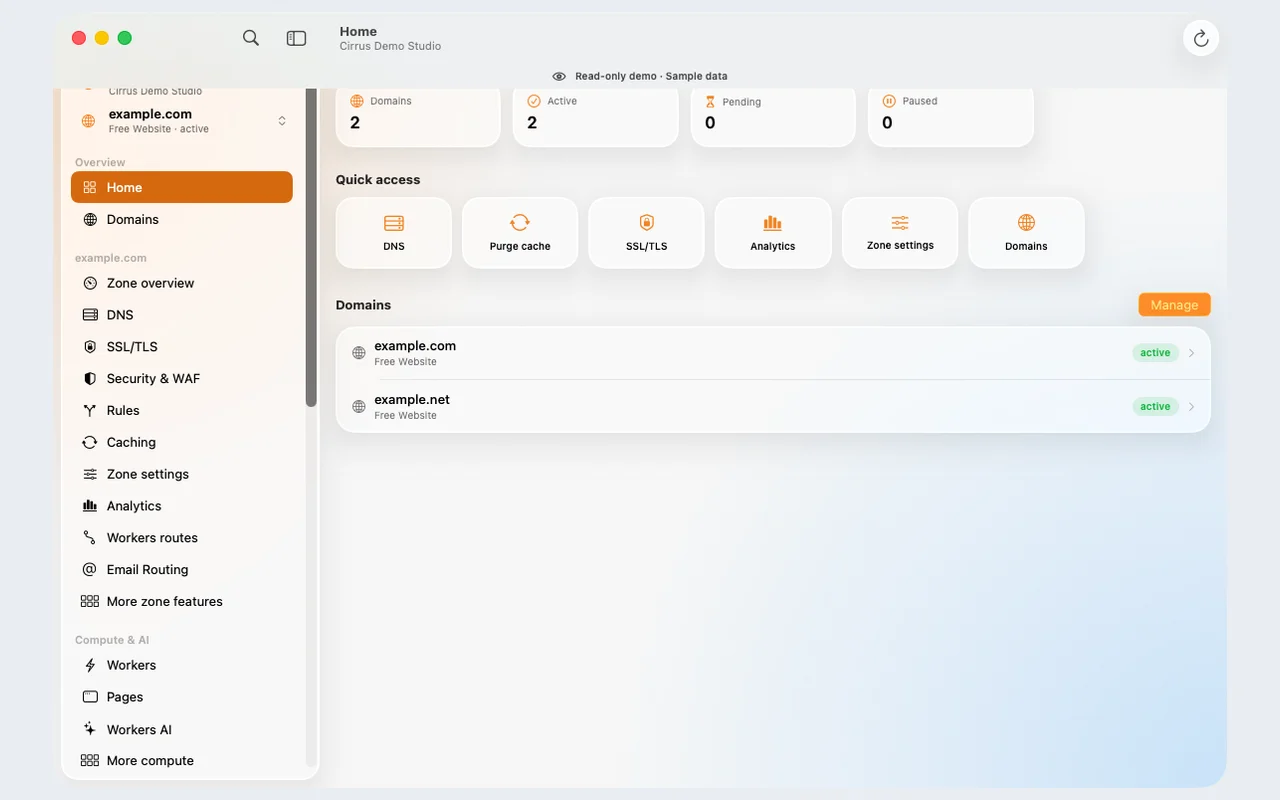 Home
Cirrus Demo Studio
Read-only demo · Sample data
Cirrus Demo Studio
example.com
Free Website · active
Overview
Home
Domains
example.com
Zone overview
DNS
SSL/TLS
Security & WAF
Rules
Caching
Zone settings
Analytics
Workers routes
Email Routing
More zone features
Compute & AI
Workers
Pages
Workers AI
More compute
Domains
2
Active
2
Pending
0
Paused
0
Quick access
DNS
Purge cache
SSL/TLS
Analytics
Zone settings
Domains
Domains
Manage
example.com
Free Website
active
example.net
Free Website
active